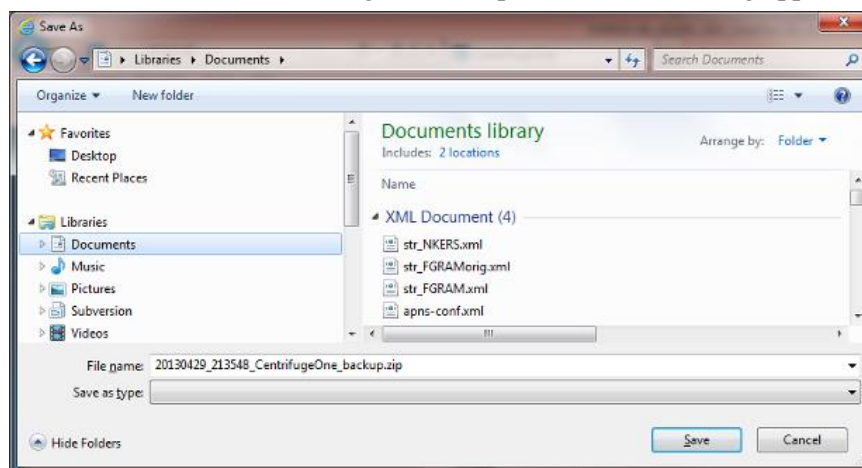 Save As
Libraries Documents
Search Documents
Organize New folder
Favorites
Desktop
Recent Places
Libraries
Documents
Music
Pictures
Subversion
Videos
Documents library
Includes: 2 locations
Arrange by: Folder
Name
XML Document (4)
str_NKERS.xml
str_FGRAMorig.xml
str_FGRAM.xml
apns-conf.xml
File name: 20130429_213548_CentrifugeOne_backup.zip
Save as type:
Hide Folders
Save Cancel